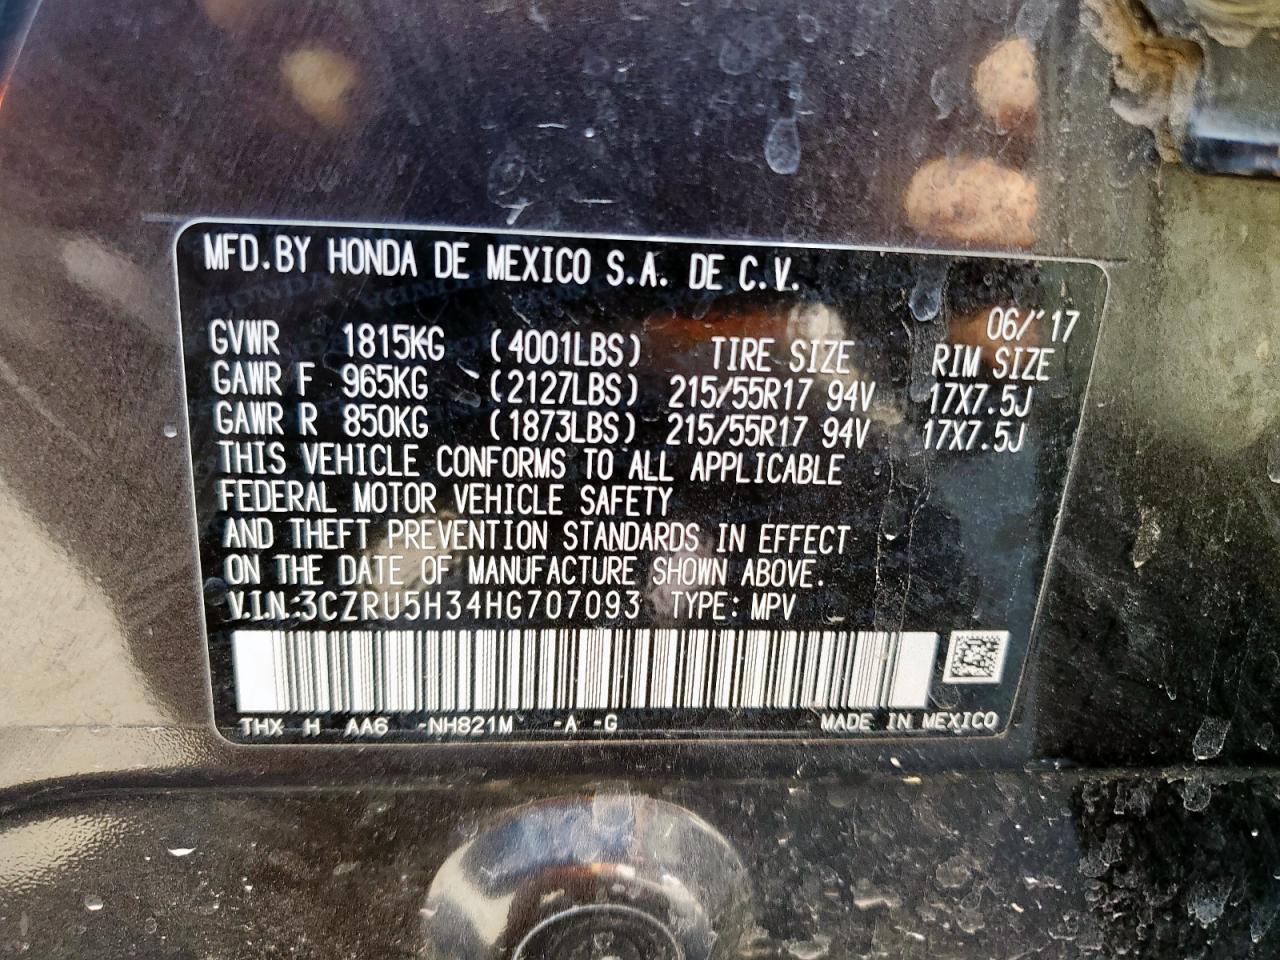 MFD.BY HONDA DE MEXICO S.A. DE C.V.
06/'17
GVWR 1815KG (4001LBS) TIRE SIZE RIM SIZE
GAWR F 965KG (2127LBS) 215/55R17 94V 17X7.5J
GAWR R 850KG (1873LBS) 215/55R17 94V 17X7.5J
THIS VEHICLE CONFORMS TO ALL APPLICABLE
FEDERAL MOTOR VEHICLE SAFETY
AND THEFT PREVENTION STANDARDS IN EFFECT
ON THE DATE OF MANUFACTURE SHOWN ABOVE.
V.I.N.:3CZRU5H34HG707093 TYPE: MPV
THX H AA6 -NH821M -A -G MADE IN MEXICO